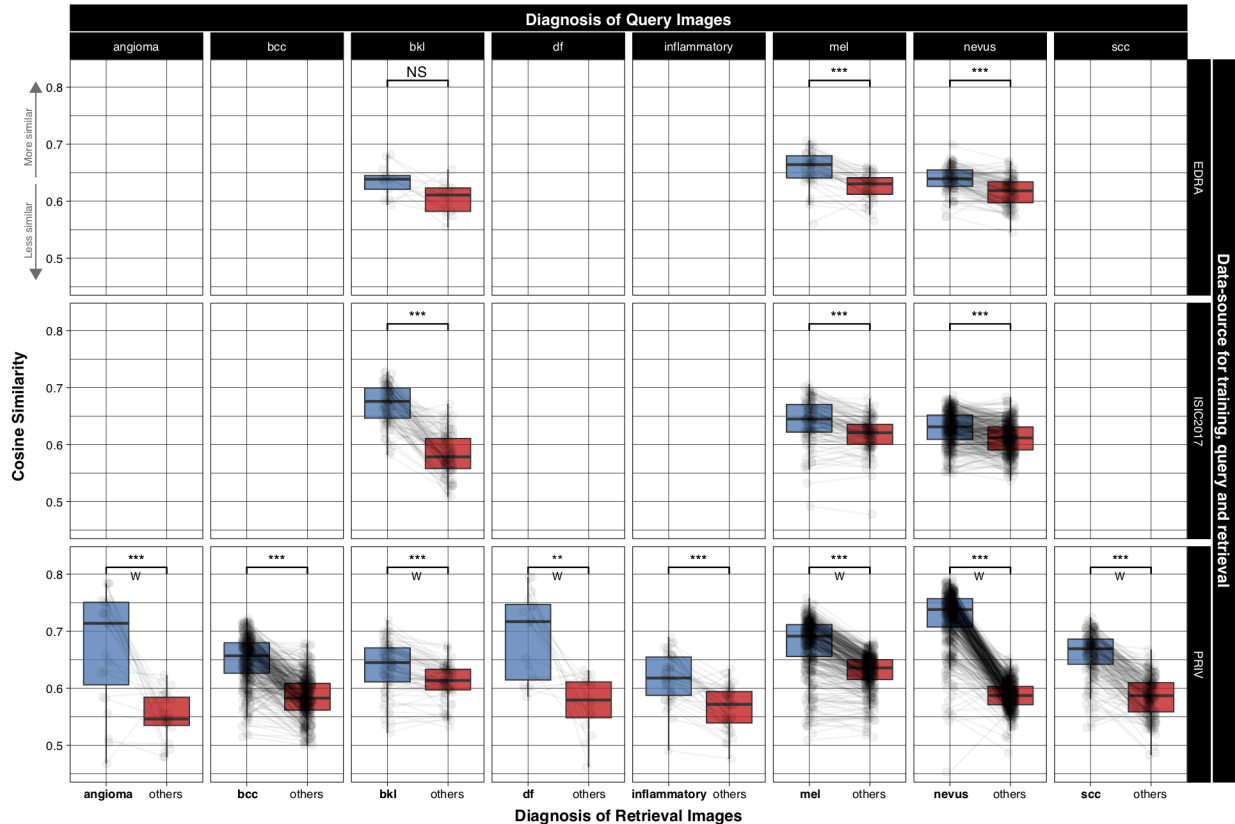 Diagnosis of Query Images
angioma bcc bkl df inflammatory mel nevus scc
NS *** ***
0.8
0.7
0.6
0.5
More similar
Less similar
EDRA
*** *** ***
0.8
0.7
0.6
0.5
ISIC2017
*** *** *** ** *** *** *** ***
W W W W W W
0.8
0.7
0.6
0.5
PRIV
Cosine Similarity
Data-source for training, query and retrieval
angioma others bcc others bkl others df others inflammatory others mel others nevus others scc others
Diagnosis of Retrieval Images